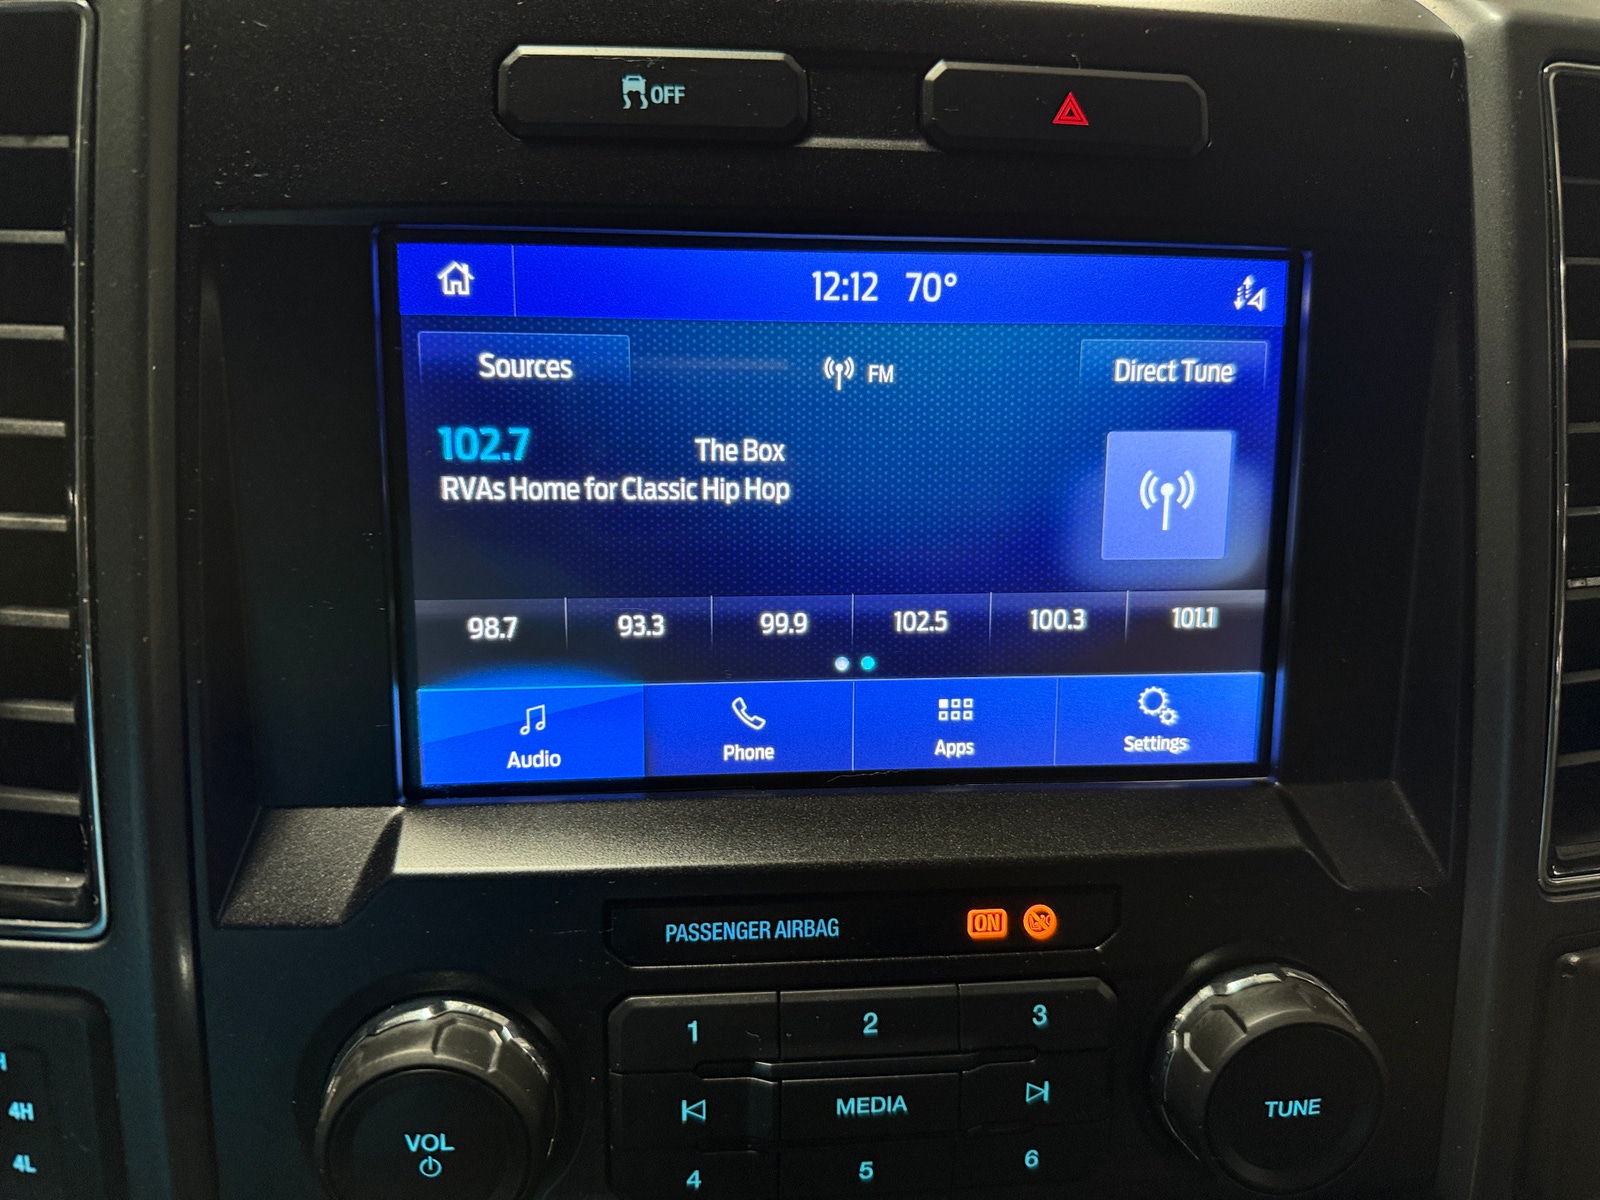 OFF
12:12 70°
Sources
FM
Direct Tune
102.7
The Box
RVAs Home for Classic Hip Hop
98.7
93.3
99.9
102.5
100.3
101.1
Audio
Phone
Apps
Settings
PASSENGER AIRBAG
ON
1
2
3
MEDIA
4
5
6
VOL
TUNE
4H
4L